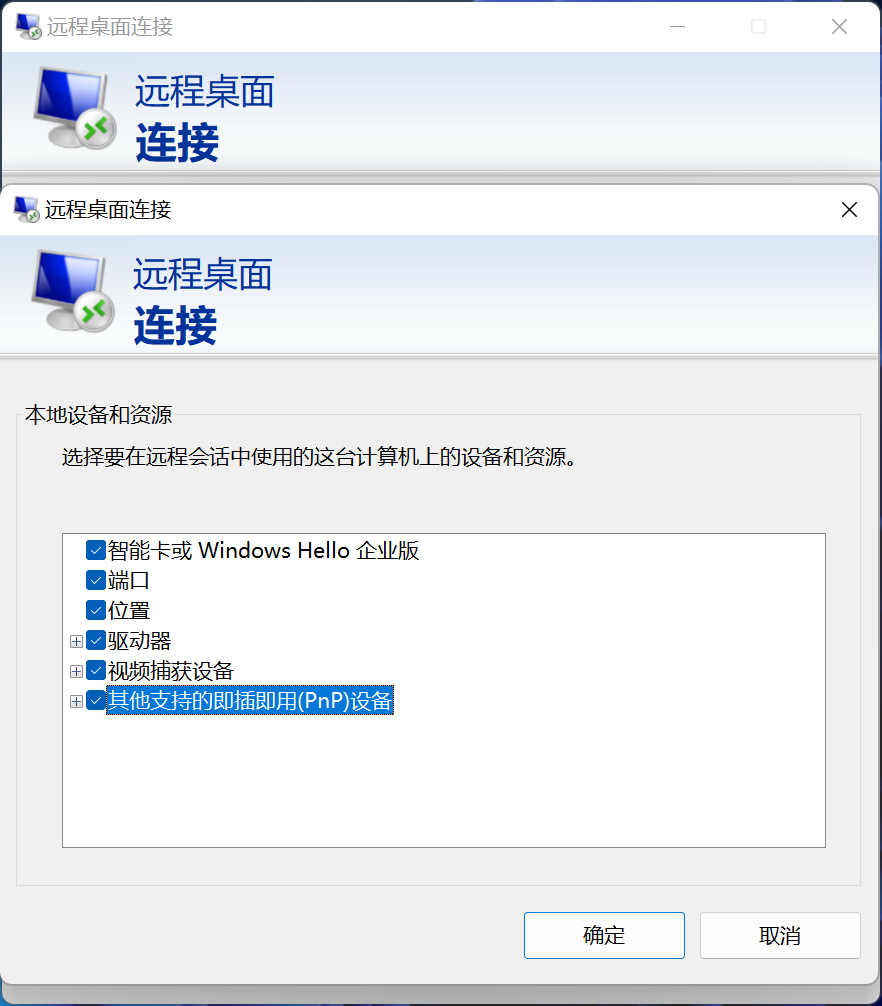 远程桌面连接
远程桌面
连接
远程桌面连接
远程桌面
连接
本地设备和资源
选择要在远程会话中使用的这台计算机上的设备和资源。
智能卡或 Windows Hello 企业版
端口
位置
驱动器
视频捕获设备
其他支持的即插即用(PnP)设备
确定
取消